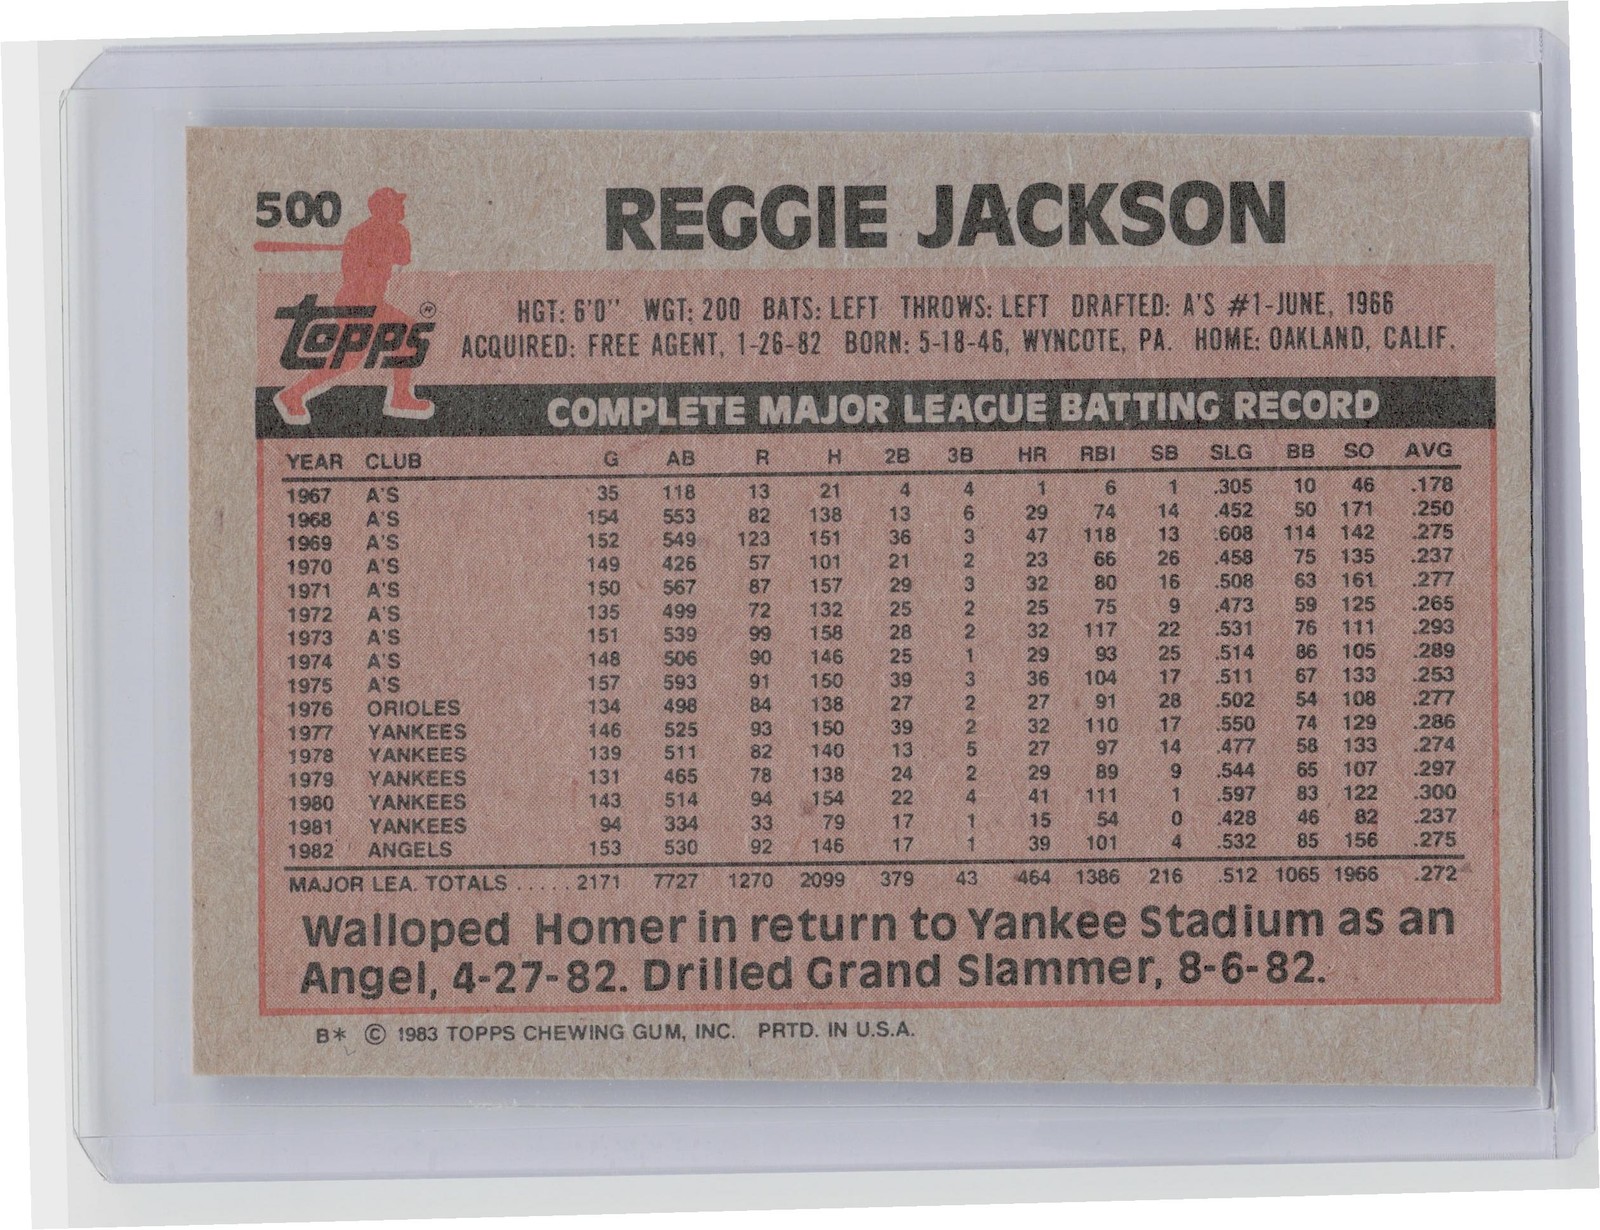 500
REGGIE JACKSON
topps®
HGT: 6'0'' WGT: 200 BATS: LEFT THROWS: LEFT DRAFTED: A'S #1-JUNE, 1966
ACQUIRED: FREE AGENT, 1-26-82 BORN: 5-18-46, WYNCOTE, PA. HOME: OAKLAND, CALIF.
COMPLETE MAJOR LEAGUE BATTING RECORD
YEAR CLUB G AB R H 2B 3B HR RBI SB SLG BB SO AVG
1967 A'S 35 118 13 21 4 4 1 6 1 .305 10 46 .178
1968 A'S 154 553 82 138 13 6 29 74 14 .452 50 171 .250
1969 A'S 152 549 123 151 36 3 47 118 13 .608 114 142 .275
1970 A'S 149 426 57 101 21 2 23 66 26 .458 75 135 .237
1971 A'S 150 567 87 157 29 3 32 80 16 .508 63 161 .277
1972 A'S 135 499 72 132 25 2 25 75 9 .473 59 125 .265
1973 A'S 151 539 99 158 28 2 32 117 22 .531 76 111 .293
1974 A'S 148 506 90 146 25 1 29 93 25 .514 86 105 .289
1975 A'S 157 593 91 150 39 3 36 104 17 .511 67 133 .253
1976 ORIOLES 134 498 84 138 27 2 27 91 28 .502 54 108 .277
1977 YANKEES 146 525 93 150 39 2 32 110 17 .550 74 129 .286
1978 YANKEES 139 511 82 140 13 5 27 97 14 .477 58 133 .274
1979 YANKEES 131 465 78 138 24 2 29 89 9 .544 65 107 .297
1980 YANKEES 143 514 94 154 22 4 41 111 1 .597 83 122 .300
1981 YANKEES 94 334 33 79 17 1 15 54 0 .428 46 82 .237
1982 ANGELS 153 530 92 146 17 1 39 101 4 .532 85 156 .275
MAJOR LEA. TOTALS ..... 2171 7727 1270 2099 379 43 464 1386 216 .512 1065 1966 .272
Walloped Homer in return to Yankee Stadium as an
Angel, 4-27-82. Drilled Grand Slammer, 8-6-82.
B* © 1983 TOPPS CHEWING GUM, INC. PRTD. IN U.S.A.